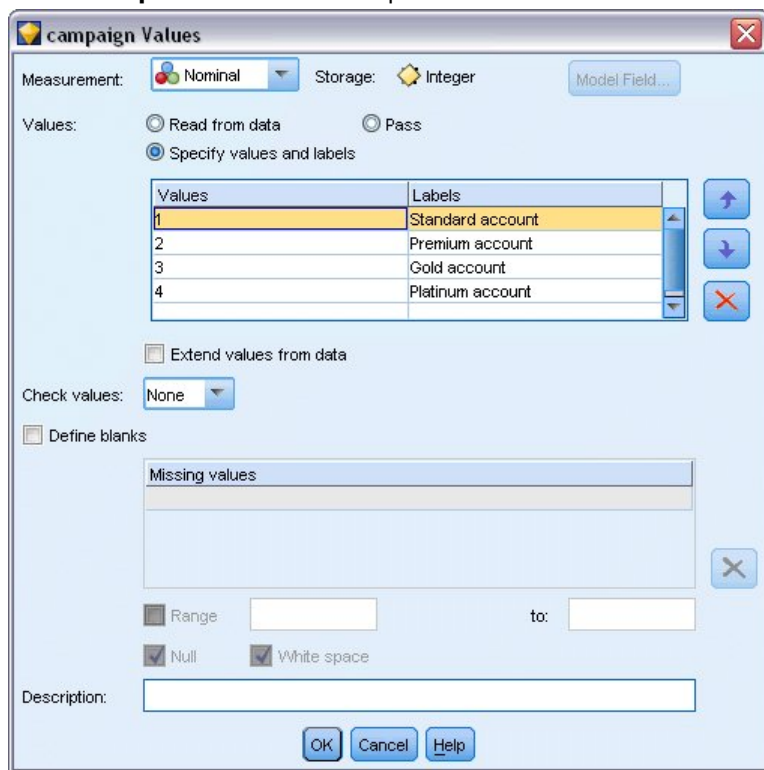 campaign Values
Measurement: Nominal Storage: Integer Model Field...
Values: Read from data Pass
Specify values and labels
Values Labels
1 Standard account
2 Premium account
3 Gold account
4 Platinum account
Extend values from data
Check values: None
Define blanks
Missing values
Range to:
Null White space
Description:
OK Cancel Help